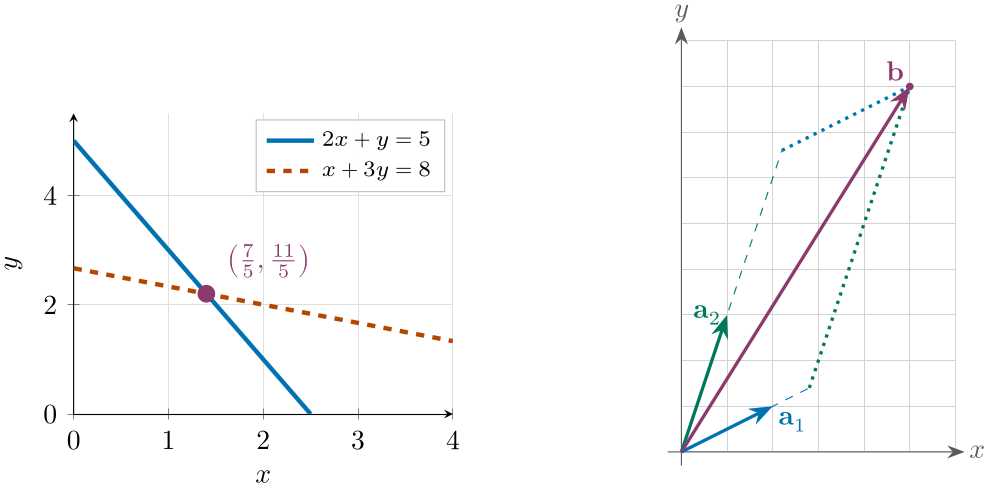 2x + y = 5
x + 3y = 8
(7/5, 11/5)
y
4
2
0
0 1 2 3 4
x
y
b
a₂
a₁
x